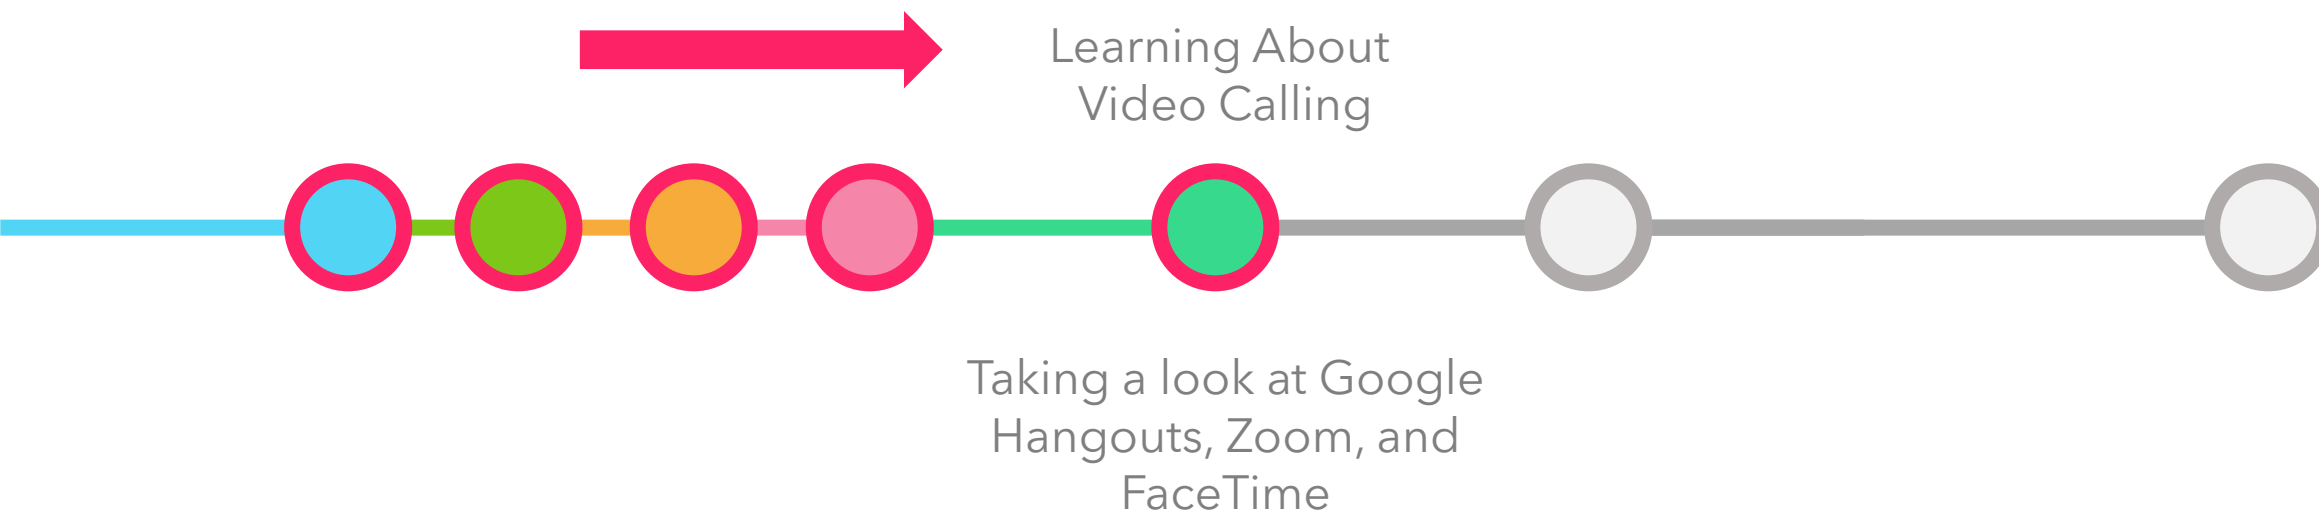 Learning About
Video Calling
Taking a look at Google
Hangouts, Zoom, and
FaceTime